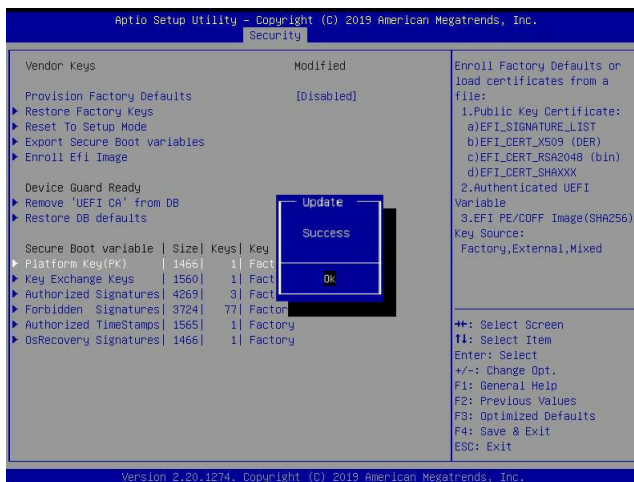 Aptio Setup Utility – Copyright (C) 2019 American Megatrends, Inc.
Security
Vendor Keys Modified
Provision Factory Defaults [Disabled]
Restore Factory Keys
Reset To Setup Mode
Export Secure Boot variables
Enroll Efi Image
Device Guard Ready
Remove 'UEFI CA' from DB
Restore DB defaults
Secure Boot variable | Size| Keys| Key
Platform Key(PK) | 1466| 1| Fact
Key Exchange Keys | 1560| 1| Fact
Authorized Signatures| 4269| 3| Fact
Forbidden Signatures| 3724| 77| Factor
Authorized TimeStamps| 1565| 1| Factory
OsRecovery Signatures| 1466| 1| Factory
Update
Success
Ok
Enroll Factory Defaults or
load certificates from a
file:
1.Public Key Certificate:
a)EFI_SIGNATURE_LIST
b)EFI_CERT_X509 (DER)
c)EFI_CERT_RSA2048 (bin)
d)EFI_CERT_SHAXXX
2.Authenticated UEFI
Variable
3.EFI PE/COFF Image(SHA256)
Key Source:
Factory,External,Mixed
→←: Select Screen
↑↓: Select Item
Enter: Select
+/-: Change Opt.
F1: General Help
F2: Previous Values
F3: Optimized Defaults
F4: Save & Exit
ESC: Exit
Version 2.20.1274. Copyright (C) 2019 American Megatrends, Inc.